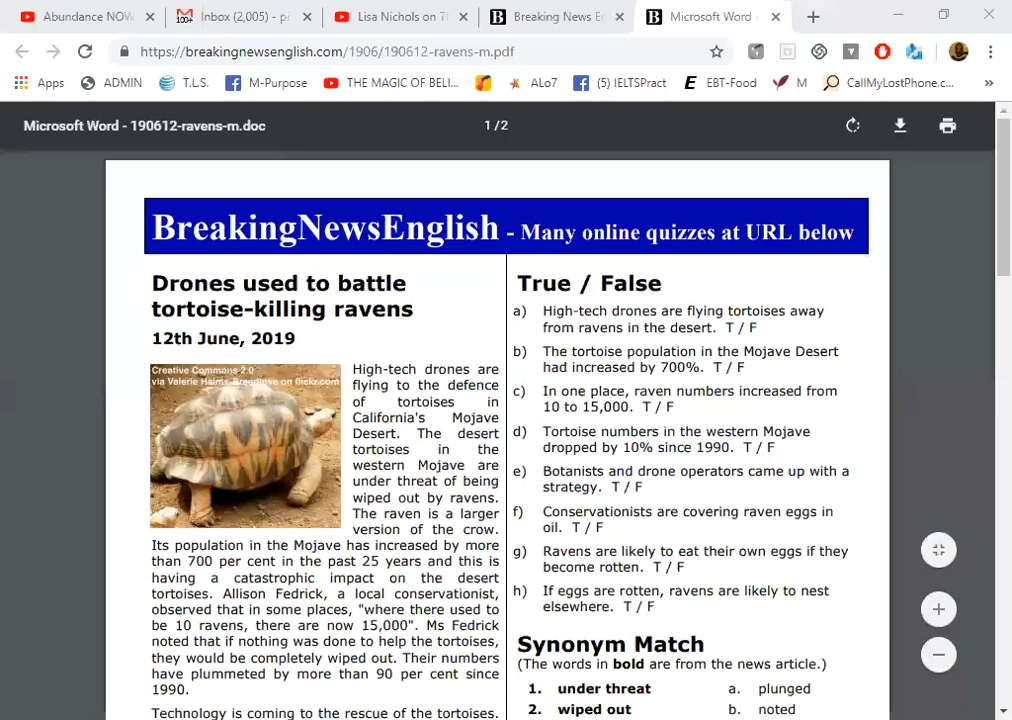 Abundance NOW
Inbox (2,005) - pr
Lisa Nichols on Th
Breaking News En
Microsoft Word -
https://breakingnewsenglish.com/1906/190612-ravens-m.pdf
Apps
ADMIN
T.L.S.
M-Purpose
THE MAGIC OF BELI...
ALo7
(5) IELTSPract
EBT-Food
M
CallMyLostPhone.c...
Microsoft Word - 190612-ravens-m.doc
1 / 2
BreakingNewsEnglish - Many online quizzes at URL below
Drones used to battle
tortoise-killing ravens
12th June, 2019
Creative Commons 2.0
via Valerie Haims Breedlove on flickr.com
High-tech drones are
flying to the defence
of tortoises in
California's Mojave
Desert. The desert
tortoises in the
western Mojave are
under threat of being
wiped out by ravens.
The raven is a larger
version of the crow.
Its population in the Mojave has increased by more
than 700 per cent in the past 25 years and this is
having a catastrophic impact on the desert
tortoises. Allison Fedrick, a local conservationist,
observed that in some places, "where there used to
be 10 ravens, there are now 15,000". Ms Fedrick
noted that if nothing was done to help the tortoises,
they would be completely wiped out. Their numbers
have plummeted by more than 90 per cent since
1990.
Technology is coming to the rescue of the tortoises.
True / False
a) High-tech drones are flying tortoises away
from ravens in the desert. T / F
b) The tortoise population in the Mojave Desert
had increased by 700%. T / F
c) In one place, raven numbers increased from
10 to 15,000. T / F
d) Tortoise numbers in the western Mojave
dropped by 10% since 1990. T / F
e) Botanists and drone operators came up with a
strategy. T / F
f) Conservationists are covering raven eggs in
oil. T / F
g) Ravens are likely to eat their own eggs if they
become rotten. T / F
h) If eggs are rotten, ravens are likely to nest
elsewhere. T / F
Synonym Match
(The words in bold are from the news article.)
1. under threat a. plunged
2. wiped out b. noted